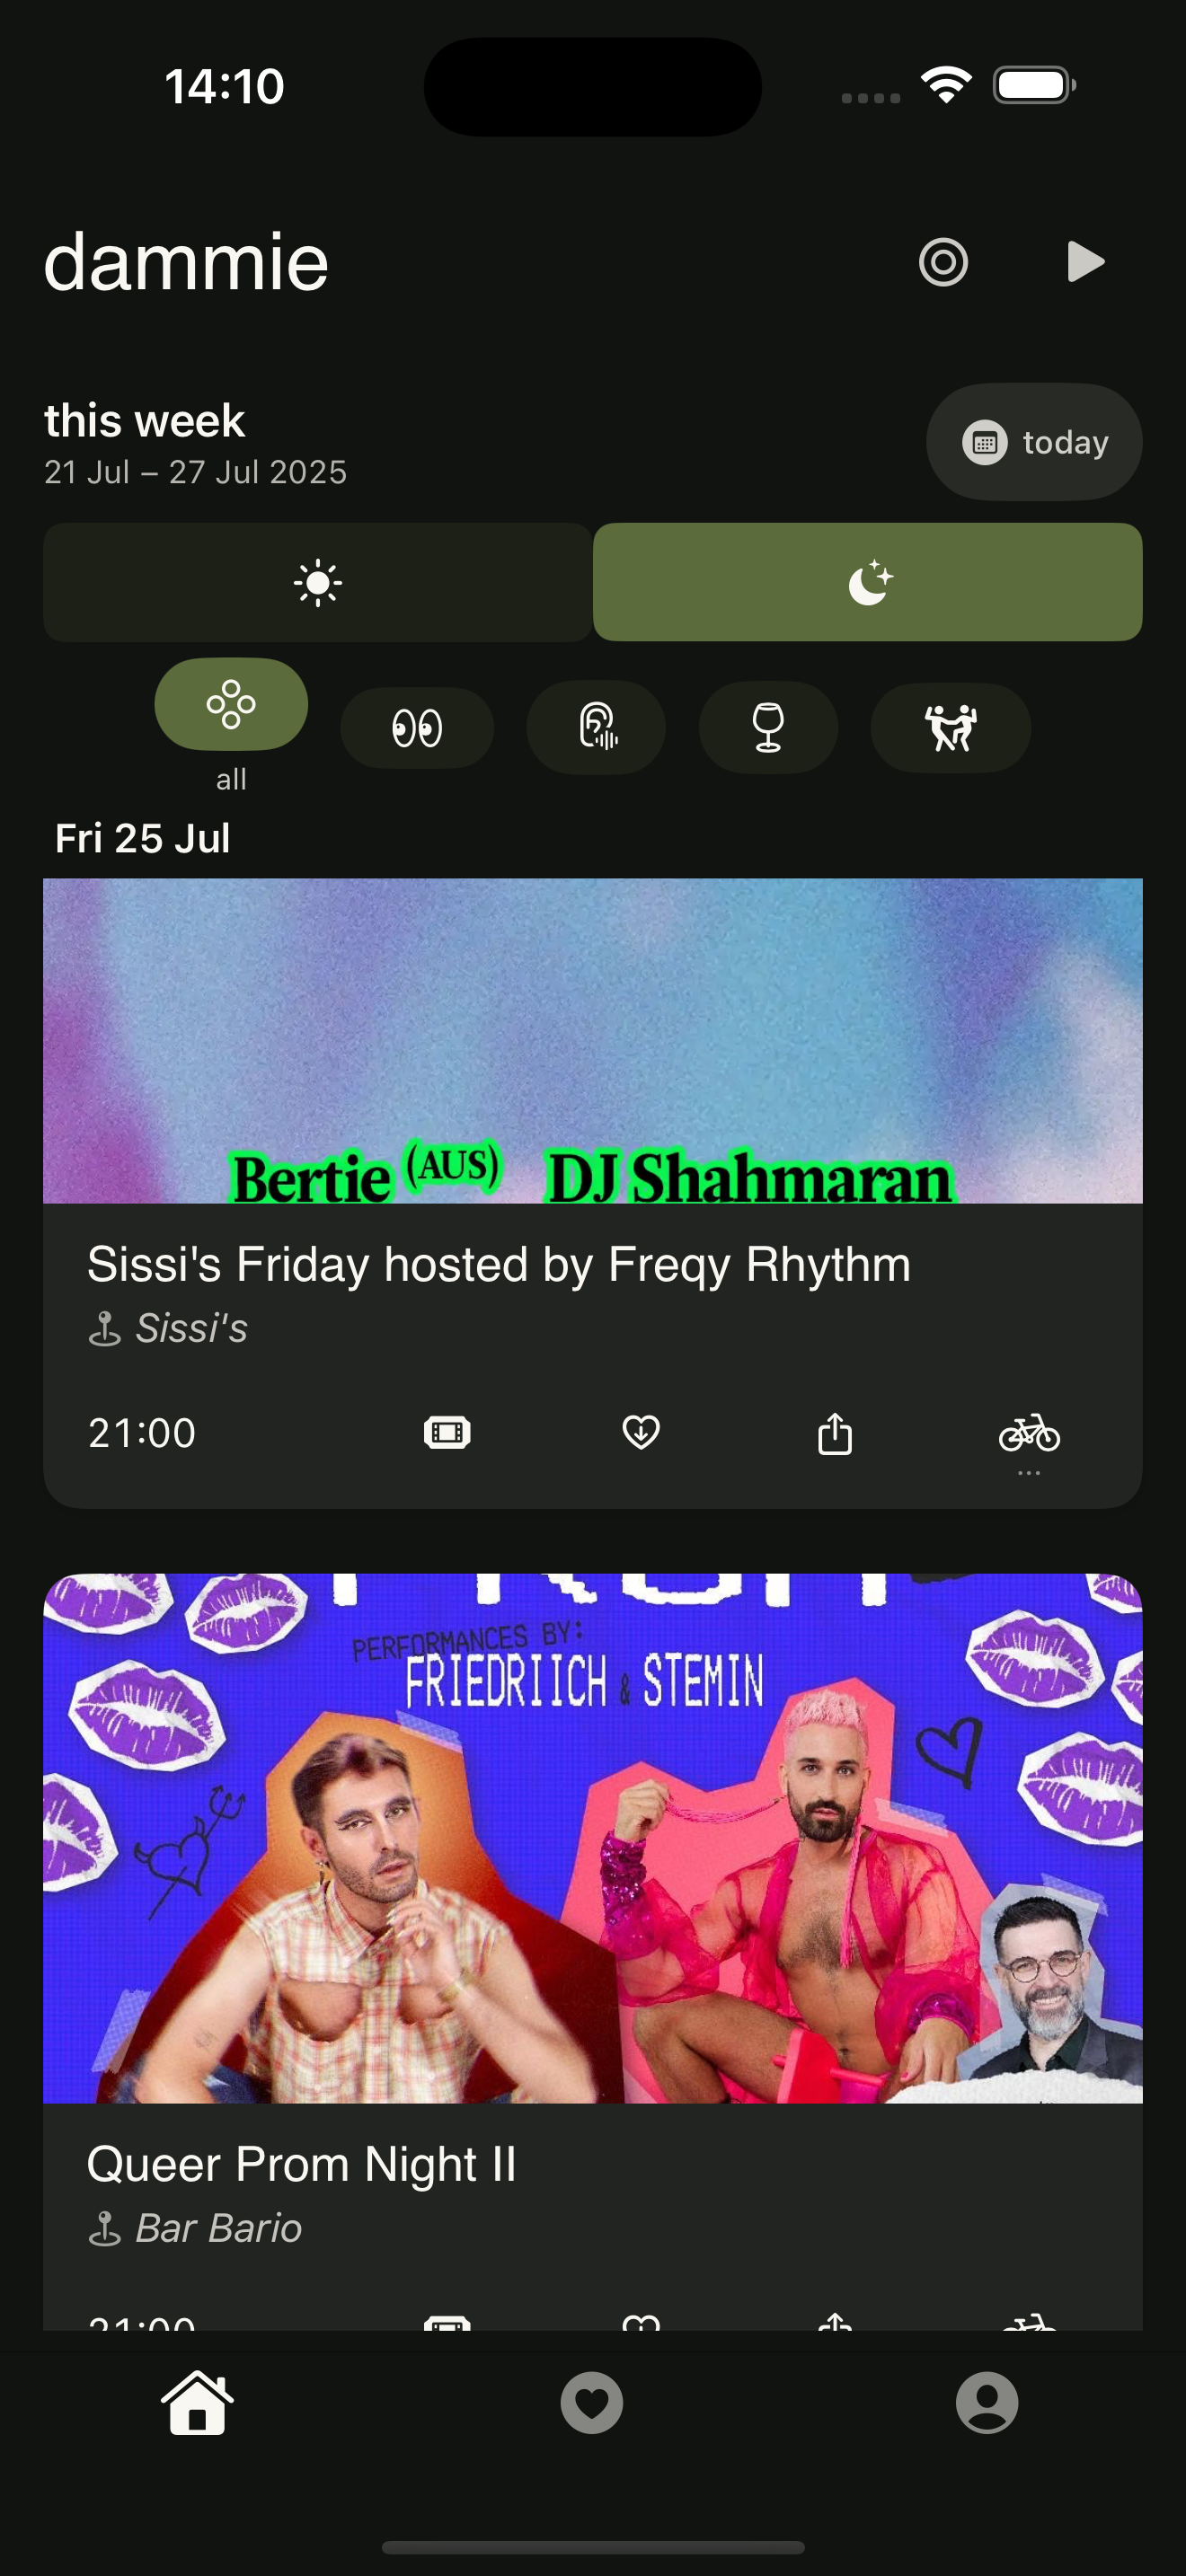 14:10
dammie
this week
21 Jul – 27 Jul 2025
today
all
Fri 25 Jul
Bertie (AUS) DJ Shahmaran
Sissi's Friday hosted by Freqy Rhythm
Sissi's
21:00
...
PERFORMANCES BY:
FRIEDRIICH & STEMIN
Queer Prom Night II
Bar Bario
21:00